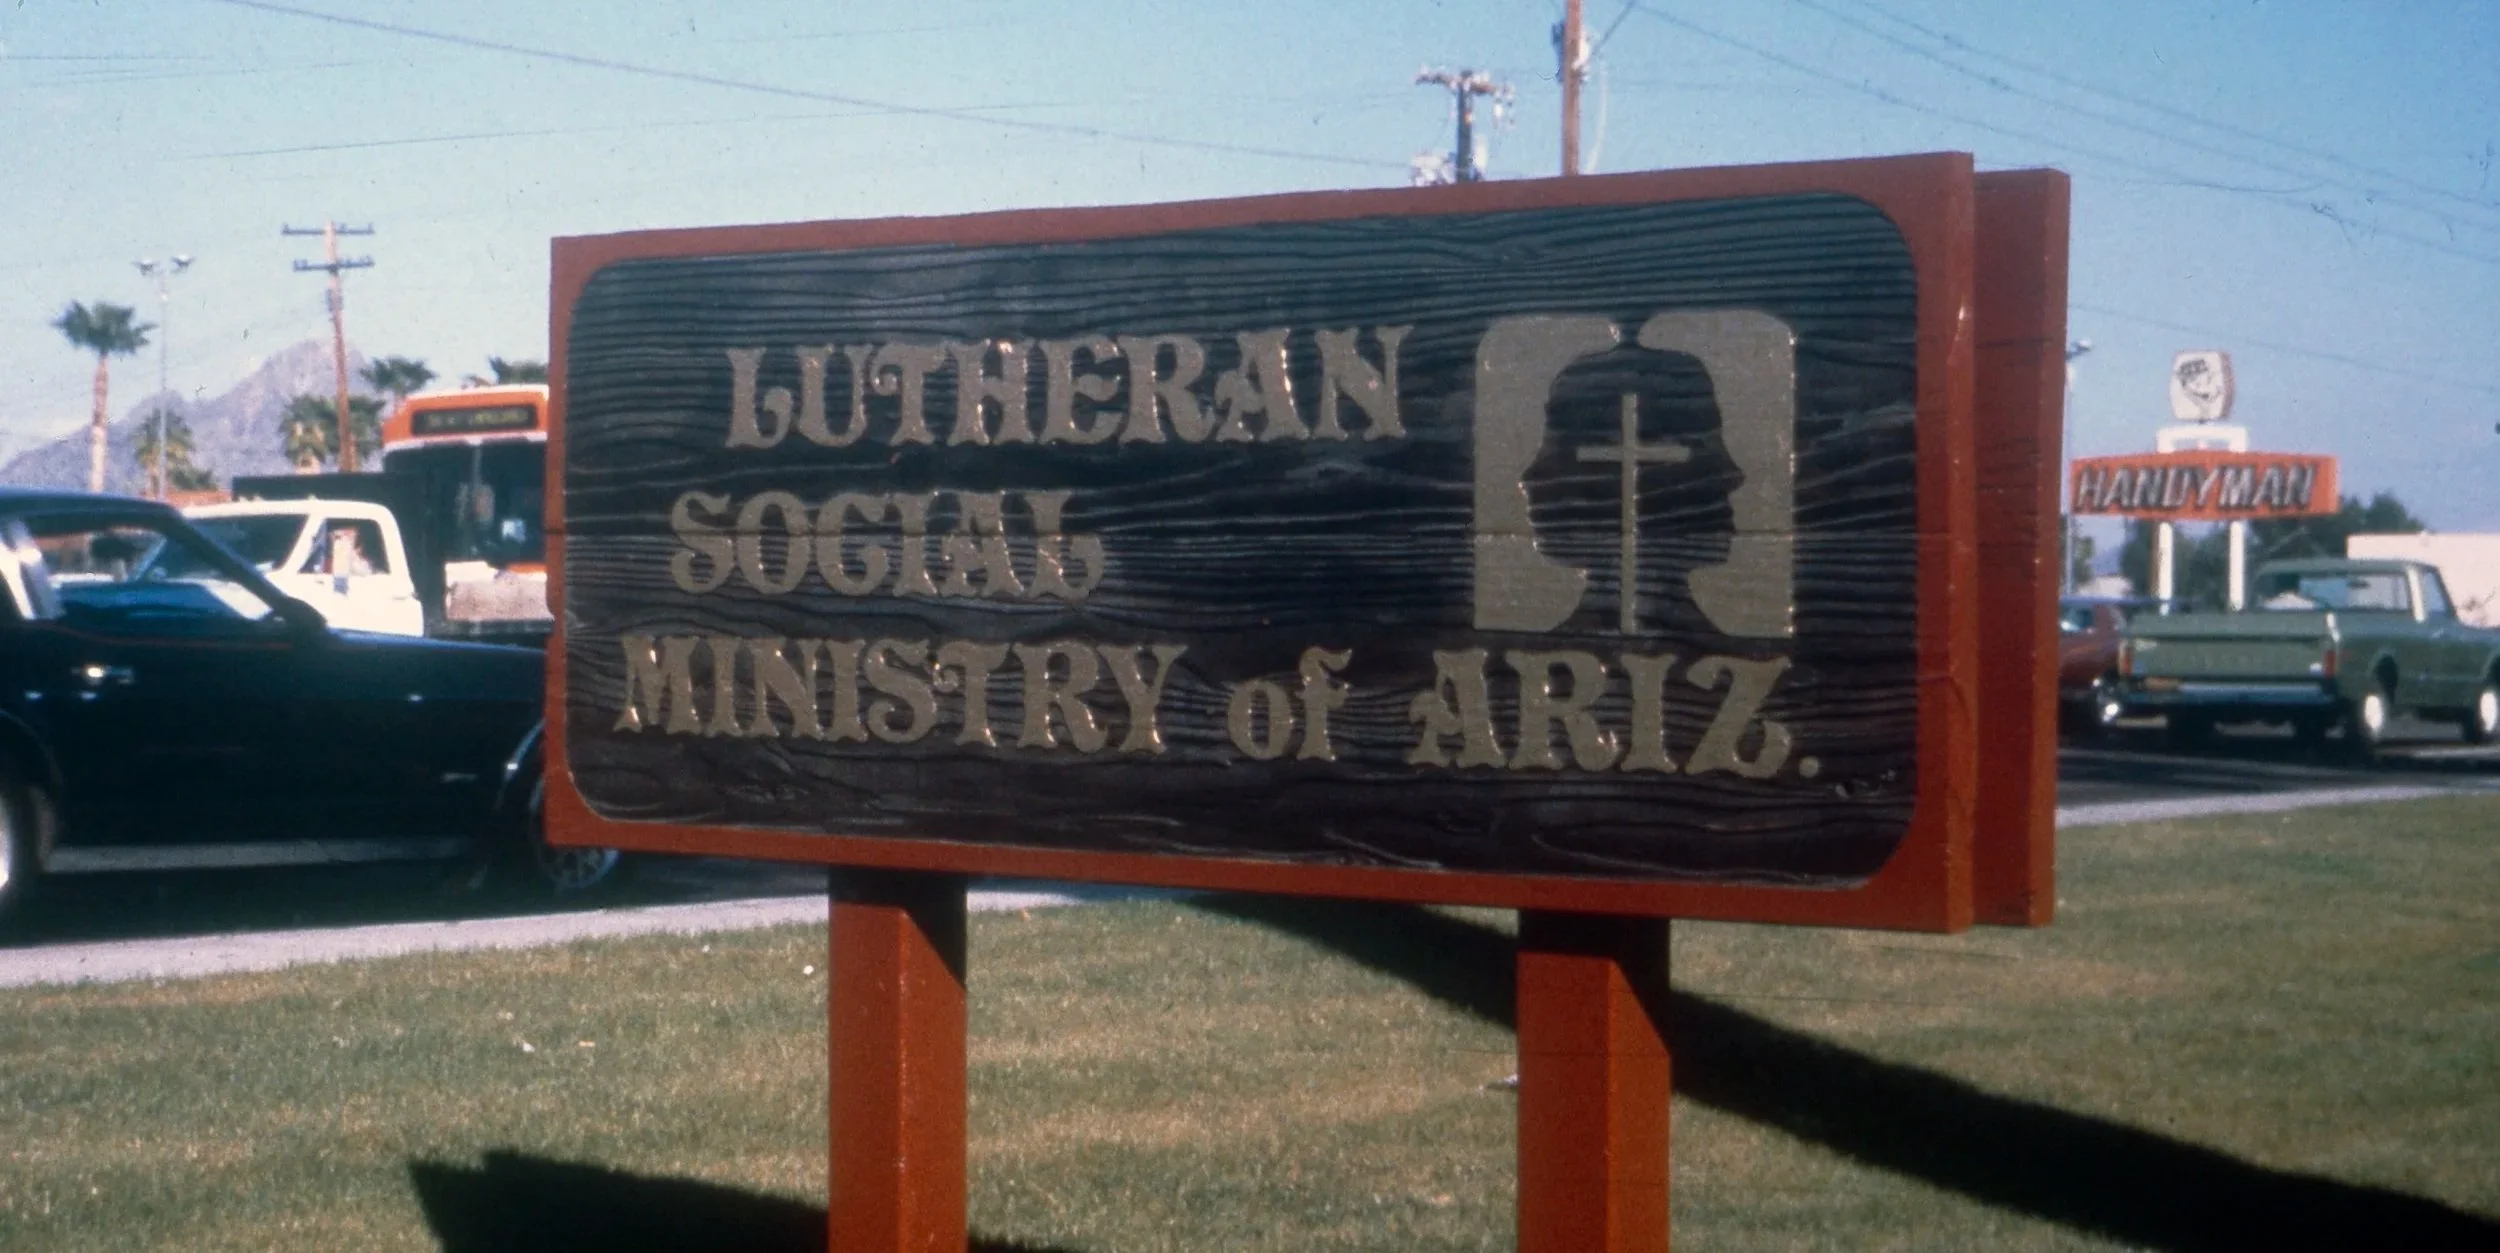 LUTHERAN
SOCIAL
MINISTRY of ARIZ.
HANDYMAN